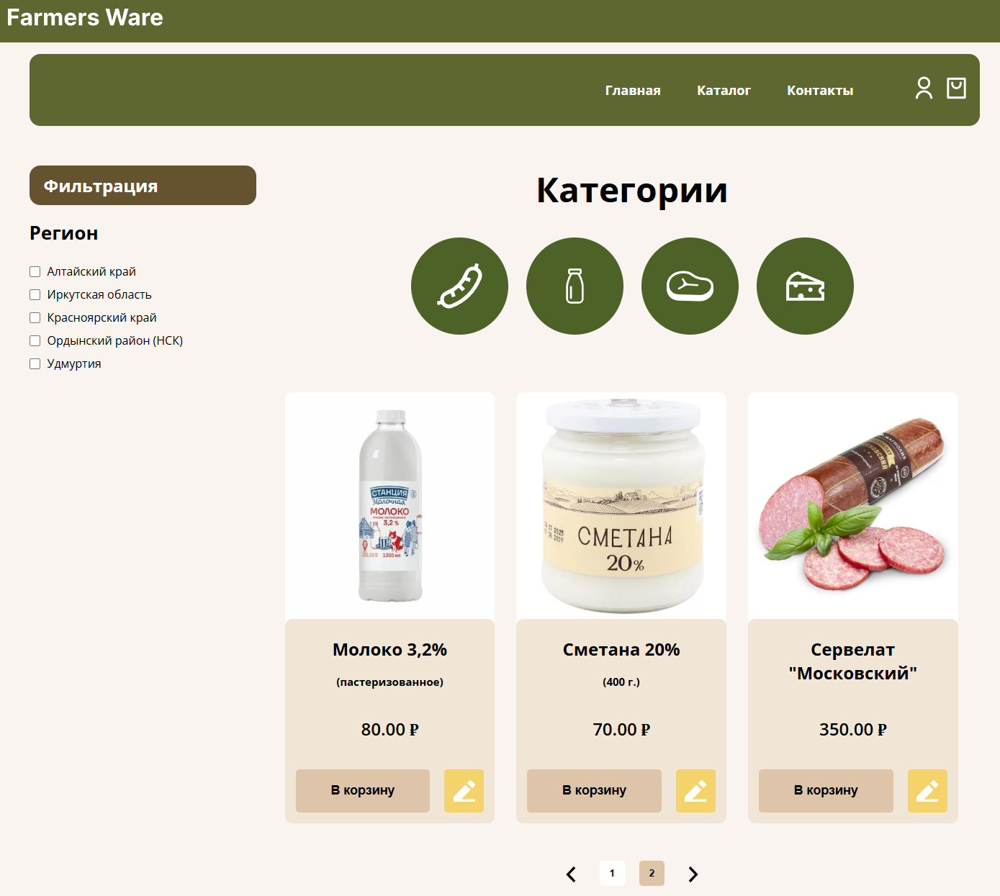 Farmers Ware
Главная Каталог Контакты
Фильтрация
Регион
Алтайский край
Иркутская область
Красноярский край
Ордынский район (НСК)
Удмуртия
Категории
СТАНЦИЯ
Молочная
МОЛОКО
3,2 %
1300 мл
СМЕТАНА
20%
Молоко 3,2%
(пастеризованное)
80.00 ₽
В корзину
Сметана 20%
(400 г.)
70.00 ₽
В корзину
Сервелат
"Московский"
350.00 ₽
В корзину
1 2